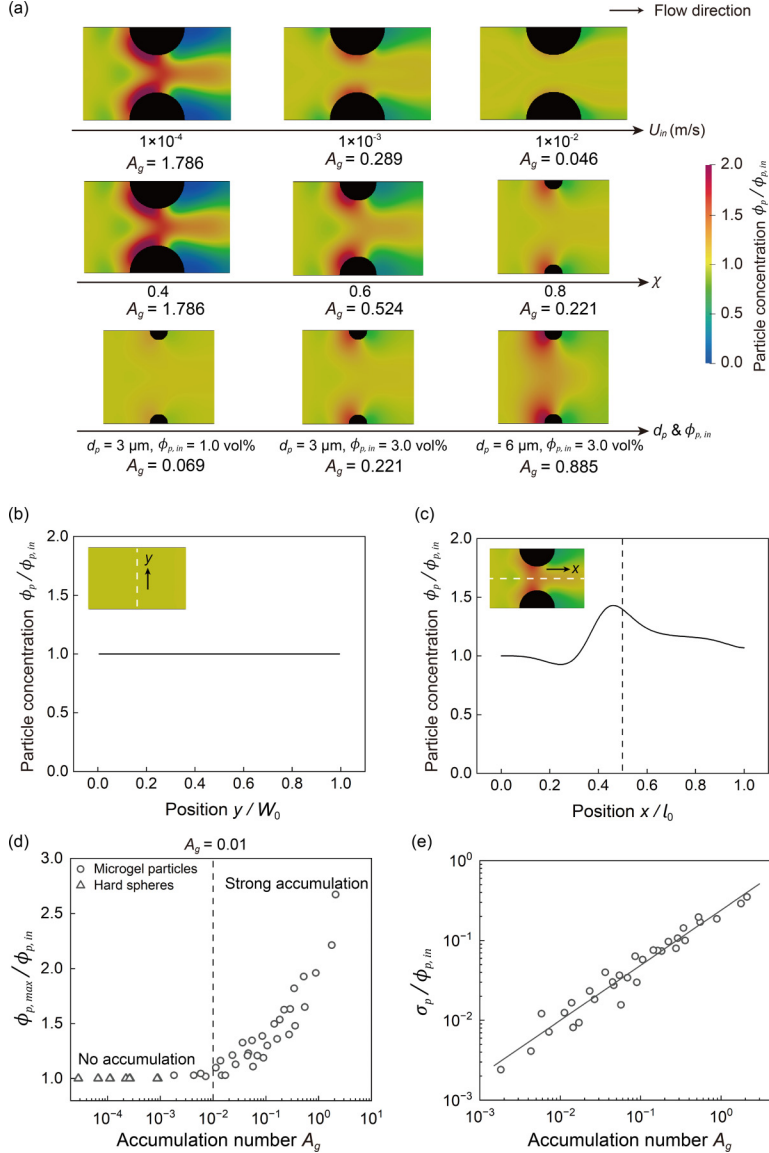 (a)
Flow direction
1×10⁻⁴ 1×10⁻³ 1×10⁻² U_in (m/s)
A_g = 1.786 A_g = 0.289 A_g = 0.046
0.4 0.6 0.8 χ
A_g = 1.786 A_g = 0.524 A_g = 0.221
d_p = 3 μm, ϕ_p,in = 1.0 vol% d_p = 3 μm, ϕ_p,in = 3.0 vol% d_p = 6 μm, ϕ_p,in = 3.0 vol% d_p & ϕ_p,in
A_g = 0.069 A_g = 0.221 A_g = 0.885
2.0
1.5
1.0
0.5
0.0
Particle concentration ϕ_p / ϕ_p,in
(b)
2.0
1.5
1.0
0.5
0.0
Particle concentration ϕ_p / ϕ_p,in
y
0.0 0.2 0.4 0.6 0.8 1.0
Position y / W₀
(c)
2.0
1.5
1.0
0.5
0.0
Particle concentration ϕ_p / ϕ_p,in
x
0.0 0.2 0.4 0.6 0.8 1.0
Position x / l₀
(d)
A_g = 0.01
3.0
2.5
2.0
1.5
1.0
ϕ_p,max / ϕ_p,in
Microgel particles
Hard spheres
Strong accumulation
No accumulation
10⁻⁴ 10⁻³ 10⁻² 10⁻¹ 10⁰ 10¹
Accumulation number A_g
(e)
10⁰
10⁻¹
10⁻²
10⁻³
σ_p / ϕ_p,in
10⁻³ 10⁻² 10⁻¹ 10⁰
Accumulation number A_g